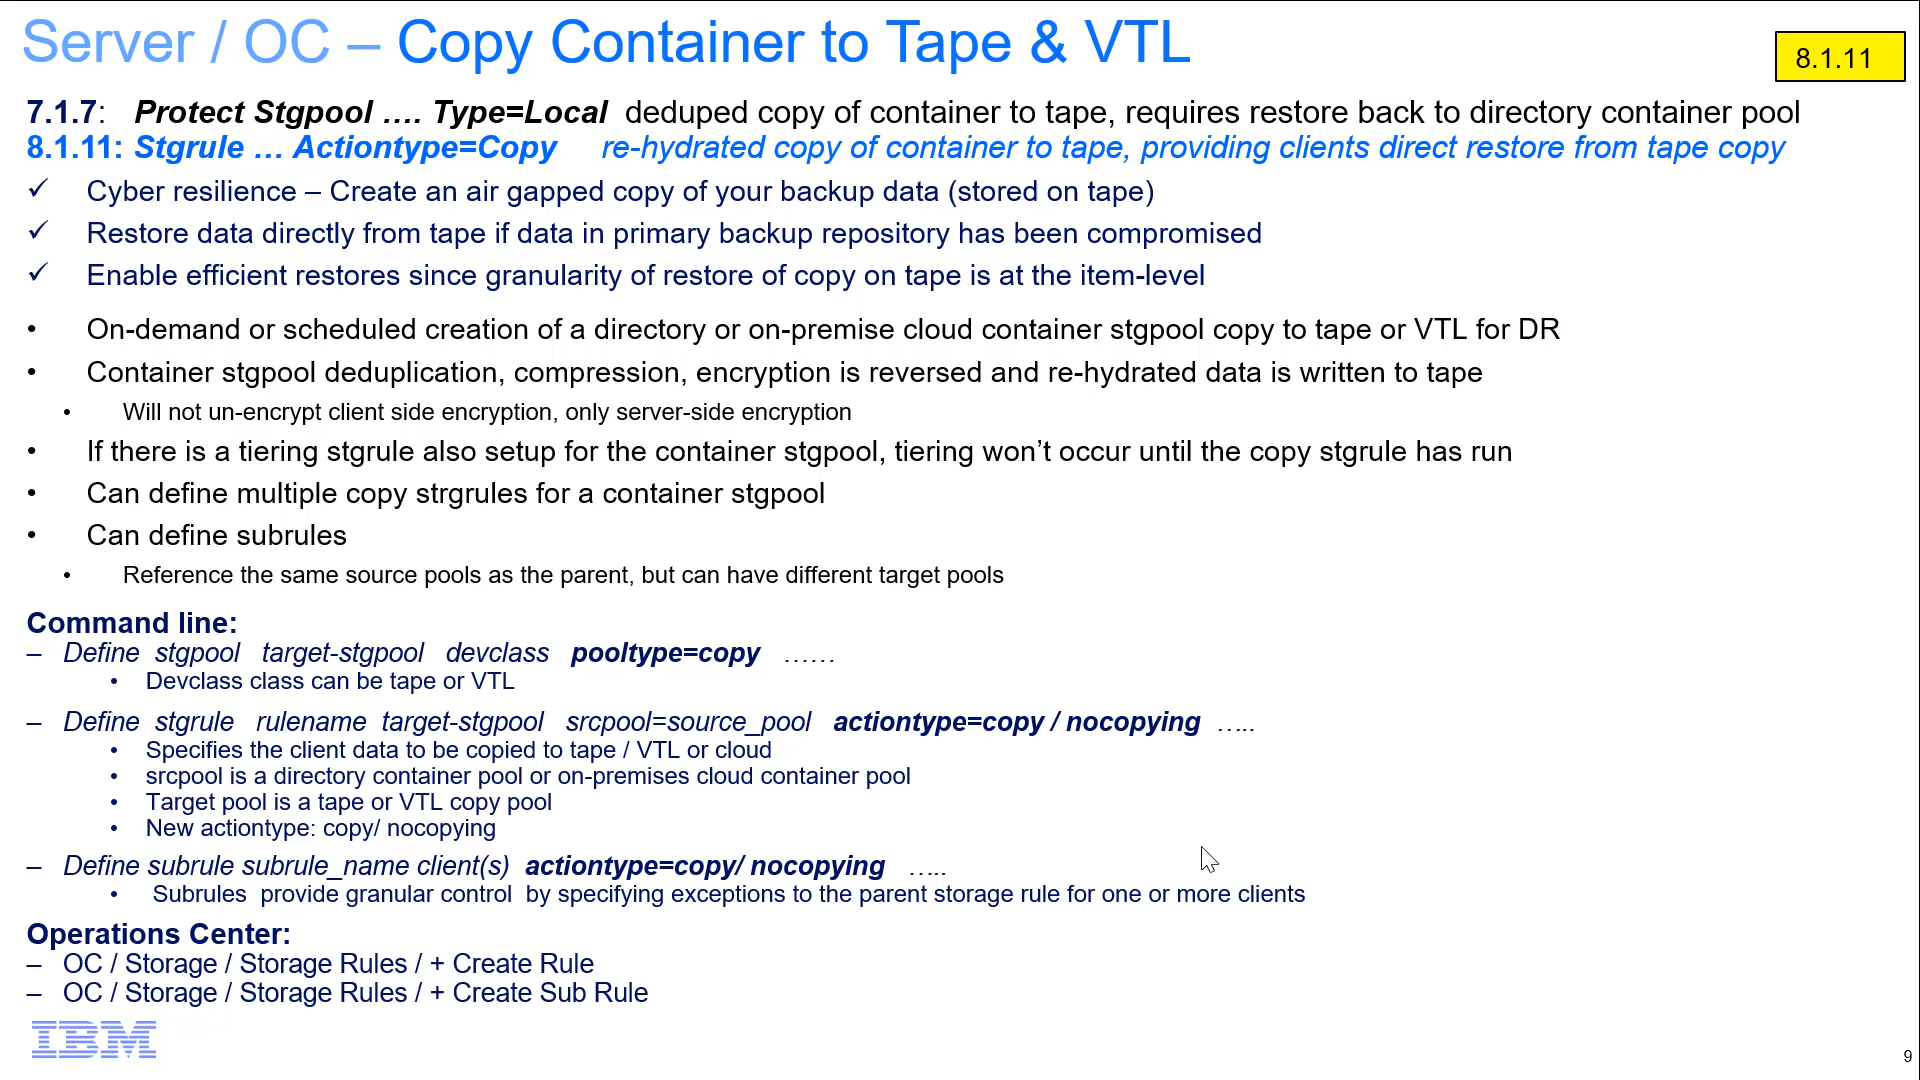 Server / OC – Copy Container to Tape & VTL
8.1.11
7.1.7: Protect Stgpool …. Type=Local deduped copy of container to tape, requires restore back to directory container pool
8.1.11: Stgrule … Actiontype=Copy re-hydrated copy of container to tape, providing clients direct restore from tape copy
✓ Cyber resilience – Create an air gapped copy of your backup data (stored on tape)
✓ Restore data directly from tape if data in primary backup repository has been compromised
✓ Enable efficient restores since granularity of restore of copy on tape is at the item-level
• On-demand or scheduled creation of a directory or on-premise cloud container stgpool copy to tape or VTL for DR
• Container stgpool deduplication, compression, encryption is reversed and re-hydrated data is written to tape
• Will not un-encrypt client side encryption, only server-side encryption
• If there is a tiering stgrule also setup for the container stgpool, tiering won’t occur until the copy stgrule has run
• Can define multiple copy strgrules for a container stgpool
• Can define subrules
• Reference the same source pools as the parent, but can have different target pools
Command line:
– Define stgpool target-stgpool devclass pooltype=copy ……
• Devclass class can be tape or VTL
– Define stgrule rulename target-stgpool srcpool=source_pool actiontype=copy / nocopying …..
• Specifies the client data to be copied to tape / VTL or cloud
• srcpool is a directory container pool or on-premises cloud container pool
• Target pool is a tape or VTL copy pool
• New actiontype: copy/ nocopying
– Define subrule subrule_name client(s) actiontype=copy/ nocopying …..
• Subrules provide granular control by specifying exceptions to the parent storage rule for one or more clients
Operations Center:
– OC / Storage / Storage Rules / + Create Rule
– OC / Storage / Storage Rules / + Create Sub Rule
IBM
9